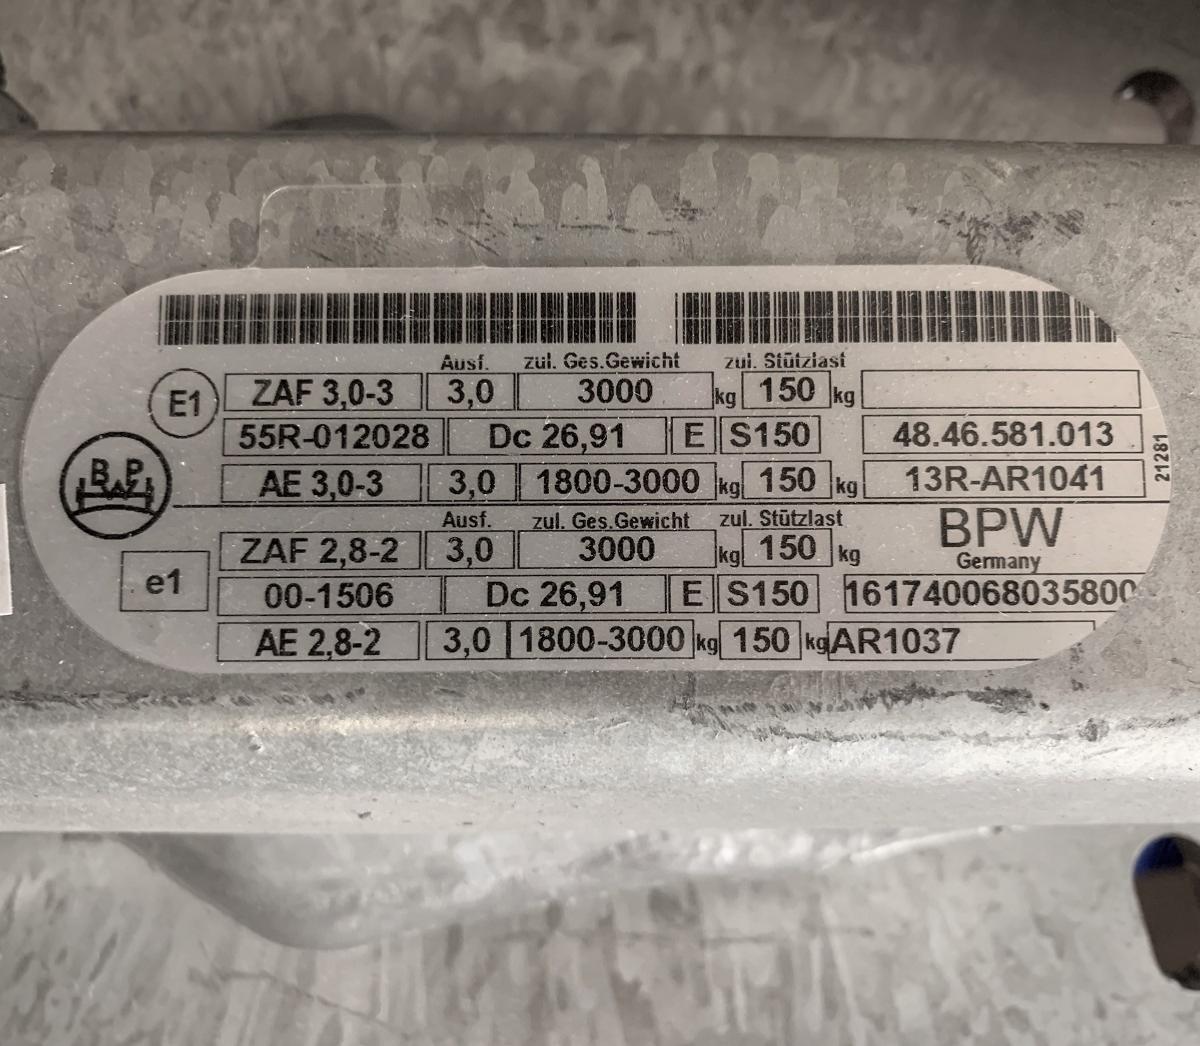 Ausf. zul. Ges.Gewicht zul. Stützlast
E1 ZAF 3,0-3 3,0 3000 kg 150 kg
55R-012028 Dc 26,91 E S150 48.46.581.013
AE 3,0-3 3,0 1800-3000 kg 150 kg 13R-AR1041
21281
BPW
Ausf. zul. Ges.Gewicht zul. Stützlast BPW
ZAF 2,8-2 3,0 3000 kg 150 kg Germany
e1 00-1506 Dc 26,91 E S150 161740068035800
AE 2,8-2 3,0 1800-3000 kg 150 kg AR1037